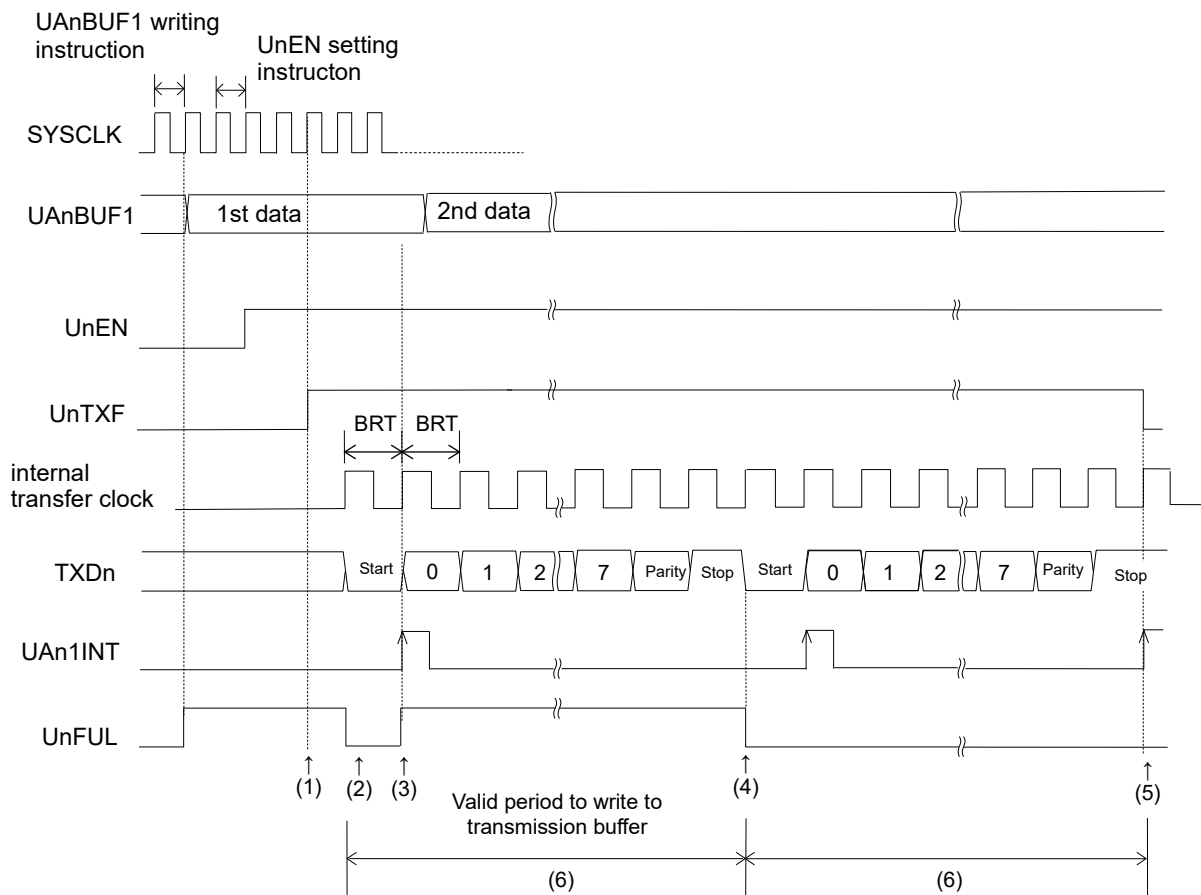 UAnBUF1 writing
instruction
UnEN setting
instructon
SYSCLK
UAnBUF1
1st data
2nd data
UnEN
UnTXF
BRT
BRT
internal
transfer clock
TXDn
Start
0
1
2
7
Parity
Stop
Start
0
1
2
7
Parity
Stop
UAn1INT
UnFUL
(1)
(2)
(3)
(4)
(5)
Valid period to write to
transmission buffer
(6)
(6)